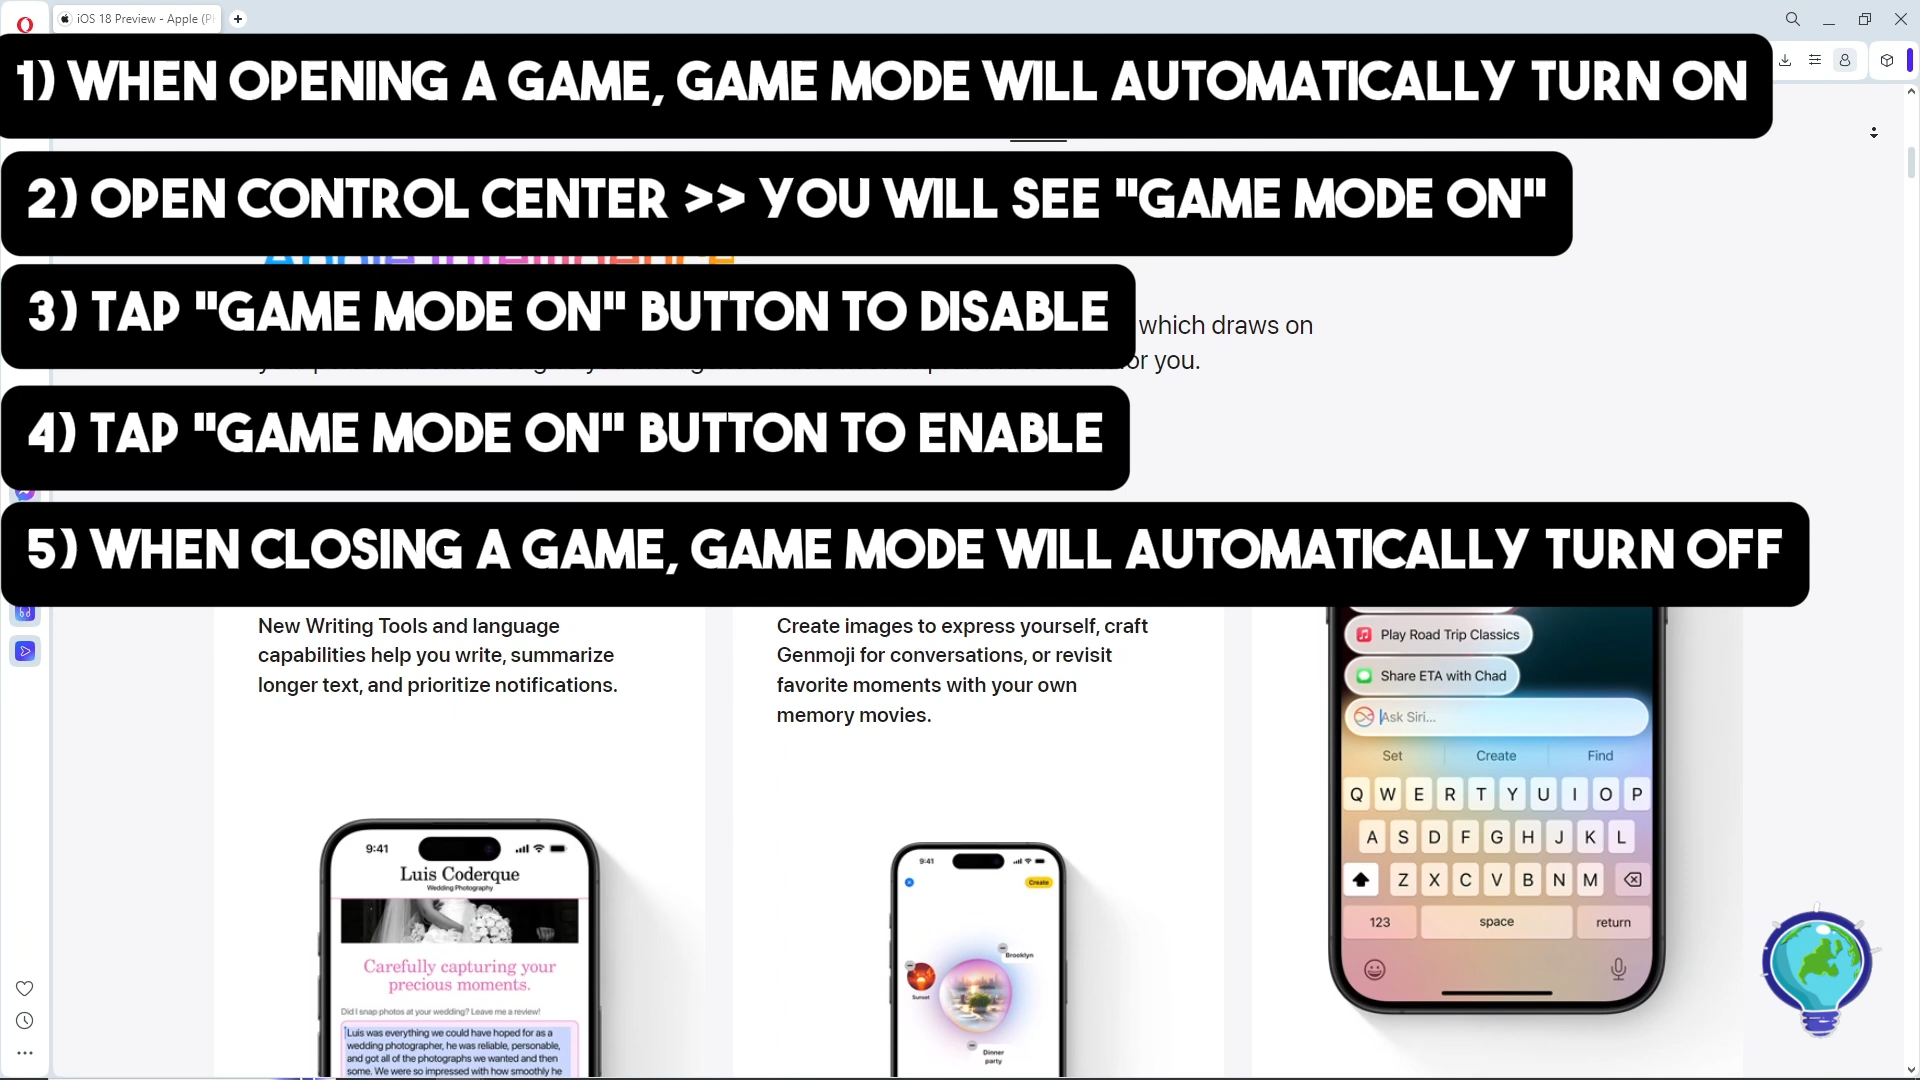 iOS 18 Preview - Apple (P
1) WHEN OPENING A GAME, GAME MODE WILL AUTOMATICALLY TURN ON
2) OPEN CONTROL CENTER >> YOU WILL SEE "GAME MODE ON"
Apple Intelligence
3) TAP "GAME MODE ON" BUTTON TO DISABLE
which draws on
or you.
4) TAP "GAME MODE ON" BUTTON TO ENABLE
5) WHEN CLOSING A GAME, GAME MODE WILL AUTOMATICALLY TURN OFF
New Writing Tools and language
capabilities help you write, summarize
longer text, and prioritize notifications.
Create images to express yourself, craft
Genmoji for conversations, or revisit
favorite moments with your own
memory movies.
Play Road Trip Classics
Share ETA with Chad
Ask Siri...
Set Create Find
Q W E R T Y U I O P
A S D F G H J K L
Z X C V B N M
123 space return
9:41
Luis Coderque
Wedding Photography
Carefully capturing your
precious moments.
Did I snap photos at your wedding? Leave me a review!
Luis was everything we could have hoped for as a
wedding photographer, he was reliable, personable,
and got all of the photographs we wanted and then
some. We were so impressed with how smoothly he
9:41
Create
Brooklyn
Sunset
Dinner
party